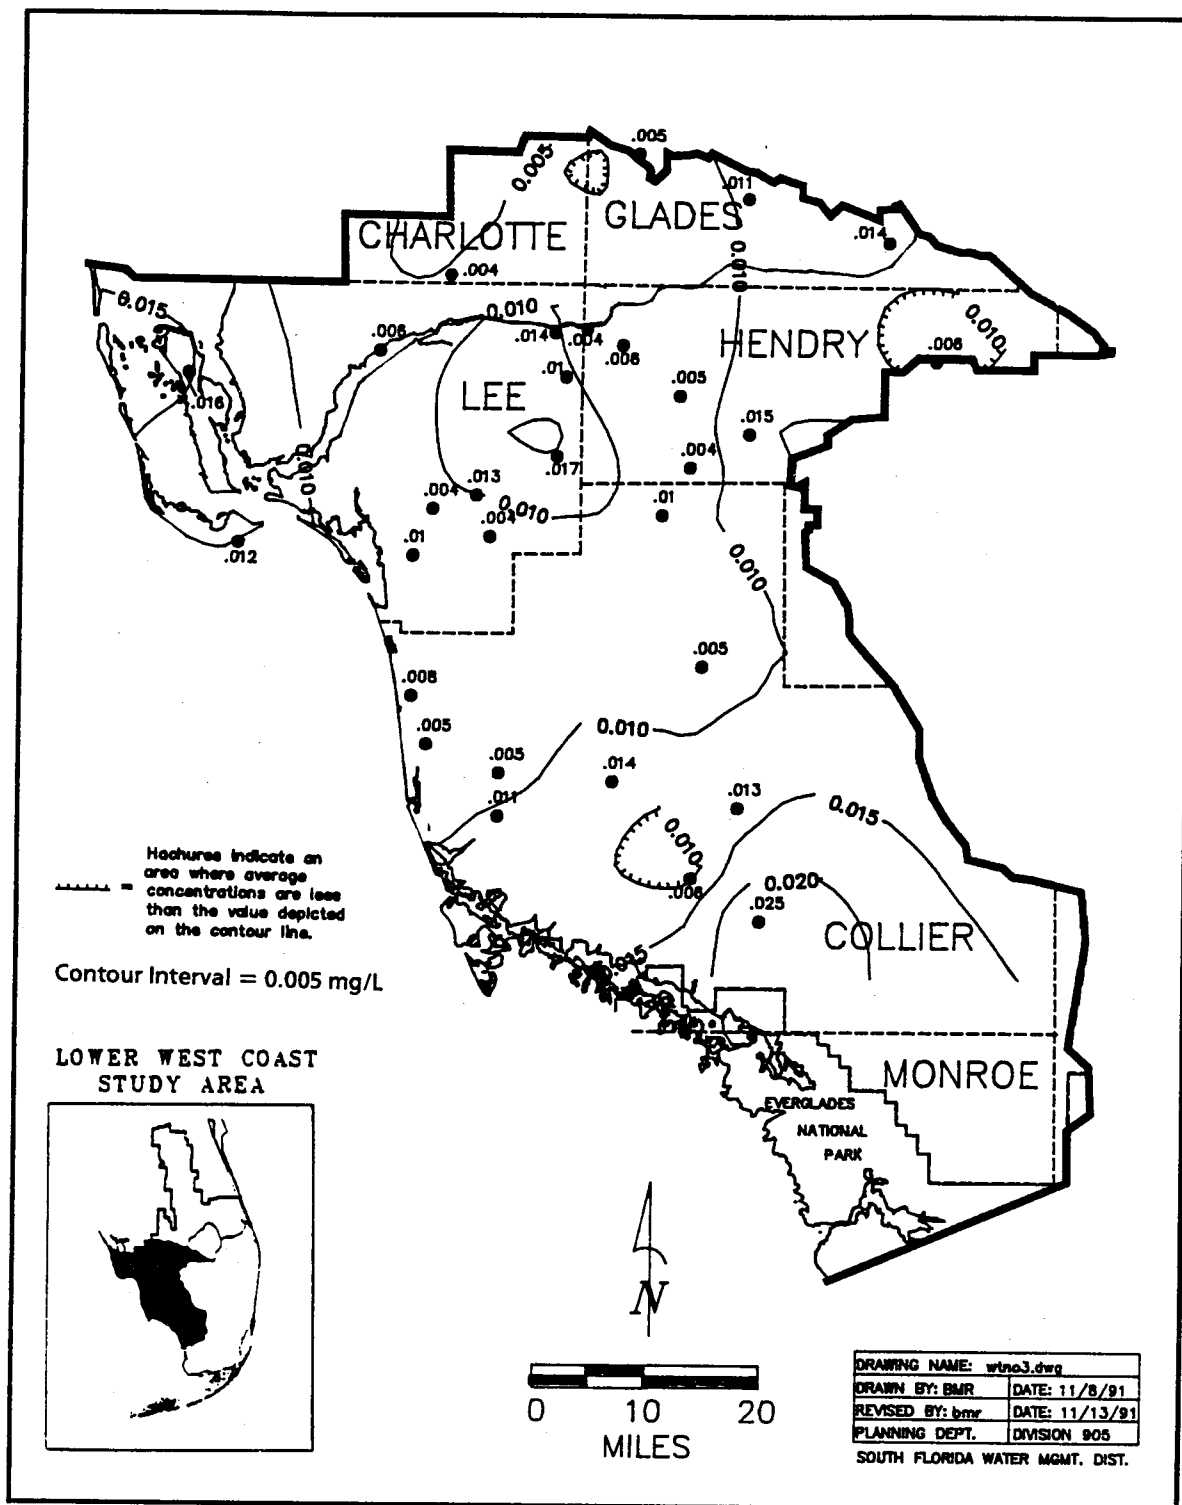 .005
0.005
.011
GLADES
CHARLOTTE
.014
0.010
.004
0.015
0.010
.006
.014
.004
.006
HENDRY
0.010
.006
.01
LEE
.005
.016
.015
.017
.004
0.010
.013
.004
0.010
.01
.004
.01
.012
0.010
.005
.006
0.010
.005
.005
.014
.013
0.015
.011
0.010
.006
0.020
.025
COLLIER
Hachures indicate an
area where average
= concentrations are less
than the value depicted
on the contour line.
Contour Interval = 0.005 mg/L
LOWER WEST COAST
STUDY AREA
MONROE
EVERGLADES
NATIONAL
PARK
N
0 10 20
MILES
DRAWING NAME: wtno3.dwg
DRAWN BY: BMR DATE: 11/8/91
REVISED BY: bmr DATE: 11/13/91
PLANNING DEPT. DIVISION 905
SOUTH FLORIDA WATER MGMT. DIST.